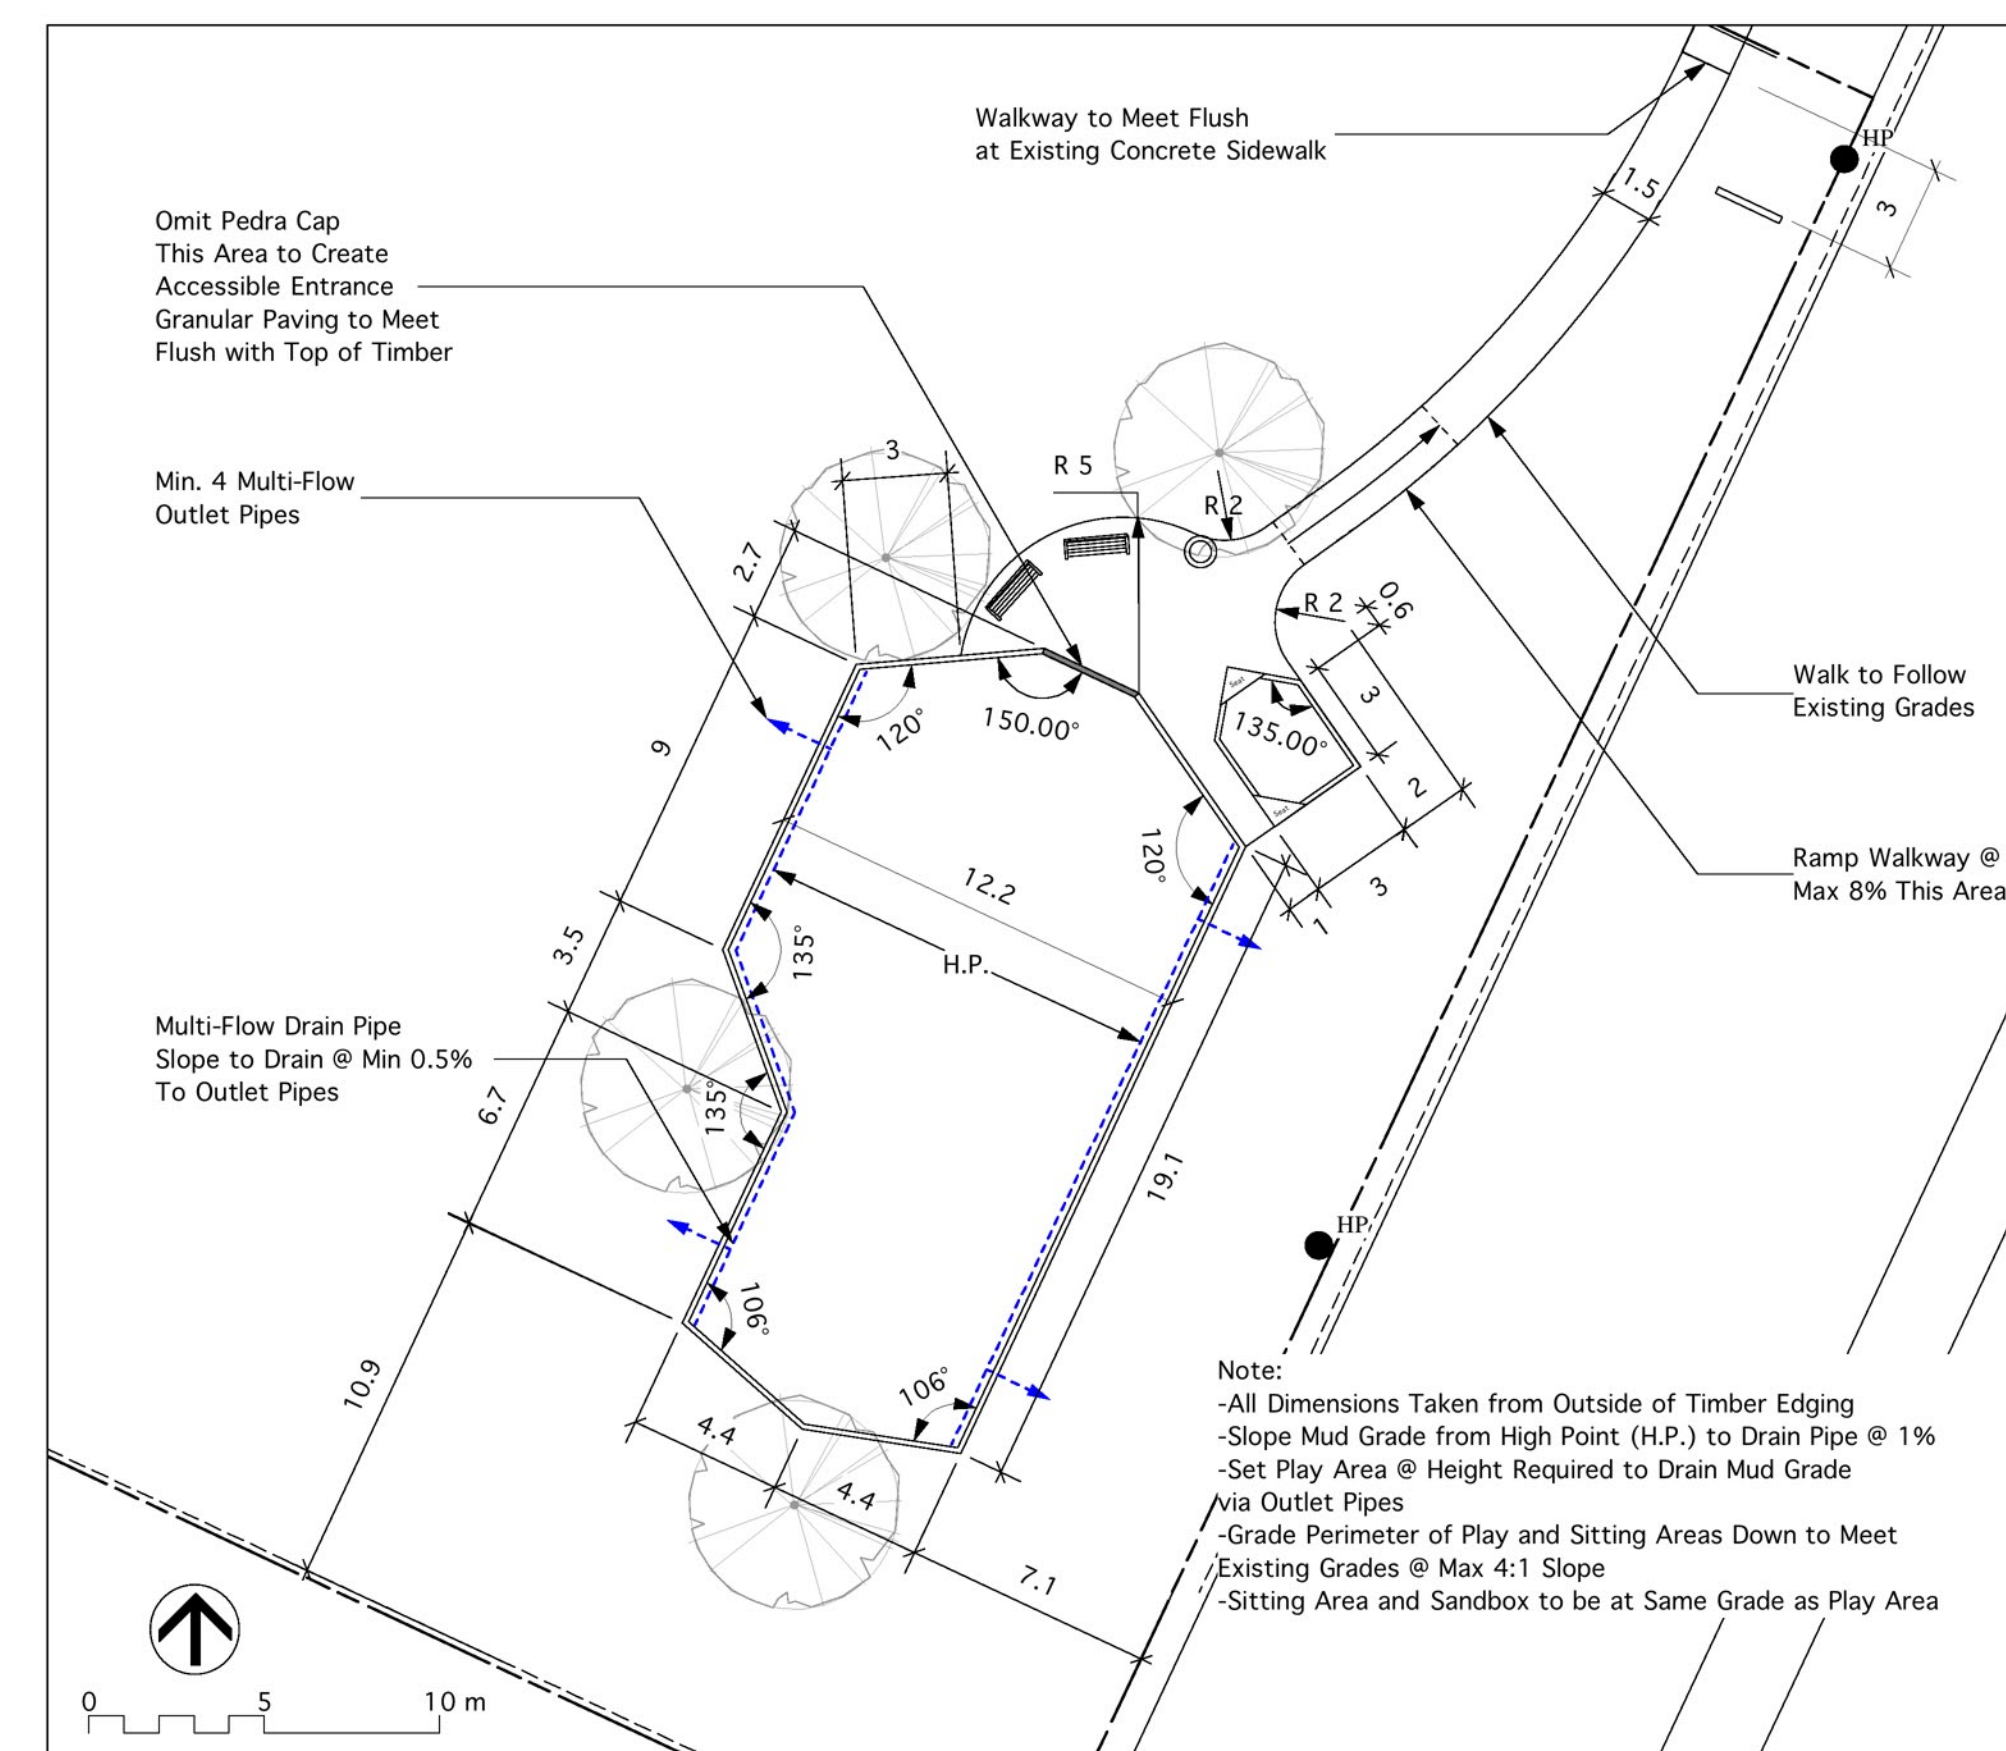 Walkway to Meet Flush
at Existing Concrete Sidewalk
HP
1.5
3
Omit Pedra Cap
This Area to Create
Accessible Entrance
Granular Paving to Meet
Flush with Top of Timber
3
R 5
R 2
Min. 4 Multi-Flow
Outlet Pipes
2.7
R 2
0.6
Seat
3
Walk to Follow
Existing Grades
120°
150.00°
135.00°
9
2
Seat
120°
12.2
3
1
Ramp Walkway @
Max 8% This Area
3.5
135°
H.P.
Multi-Flow Drain Pipe
Slope to Drain @ Min 0.5%
To Outlet Pipes
6.7
135°
19.1
HP
106°
10.9
106°
4.4
4.4
7.1
Note:
-All Dimensions Taken from Outside of Timber Edging
-Slope Mud Grade from High Point (H.P.) to Drain Pipe @ 1%
-Set Play Area @ Height Required to Drain Mud Grade
via Outlet Pipes
-Grade Perimeter of Play and Sitting Areas Down to Meet
Existing Grades @ Max 4:1 Slope
-Sitting Area and Sandbox to be at Same Grade as Play Area
0 5 10 m